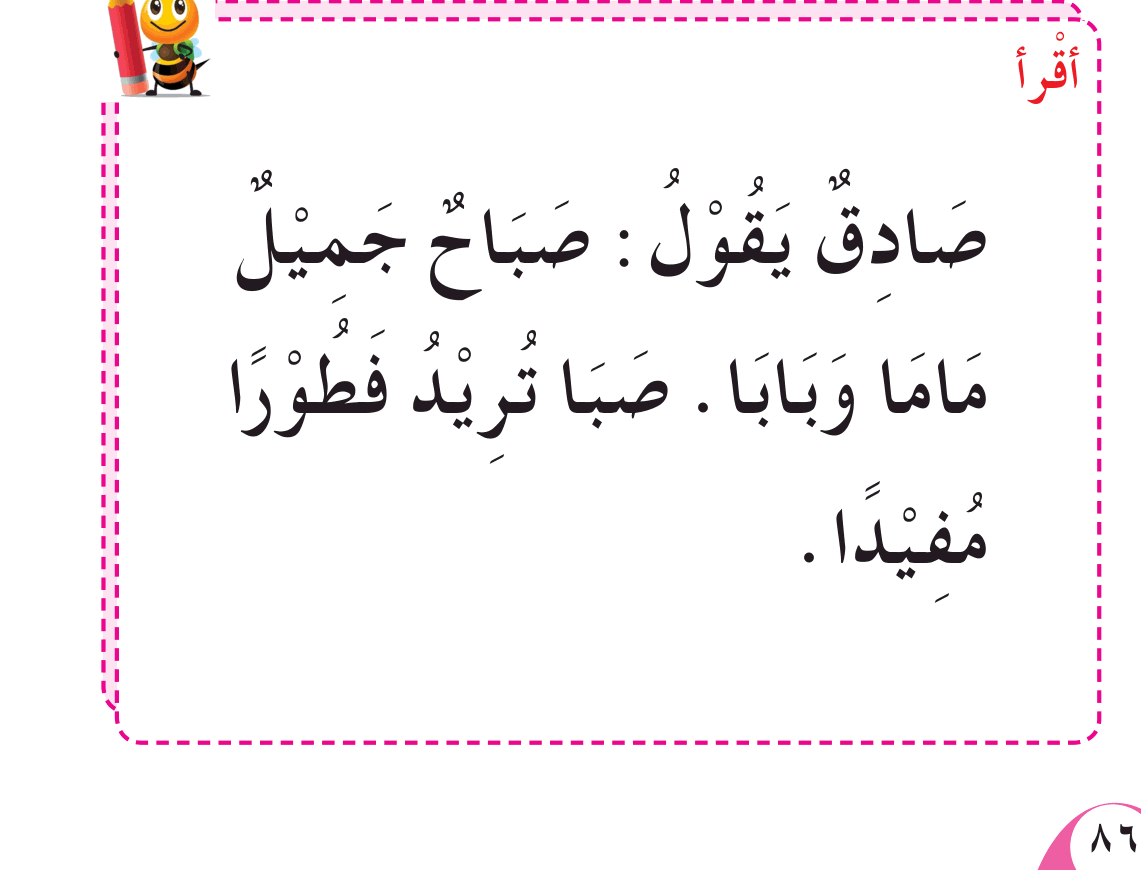 أقْرأ
صَادِقٌ يَقُوْلُ : صَبَاحٌ جَمِيْلٌ
مَامَا وَبَابَا . صَبَا تُرِيْدُ فَطُوْرًا
مُفِيْدًا .
٨٦